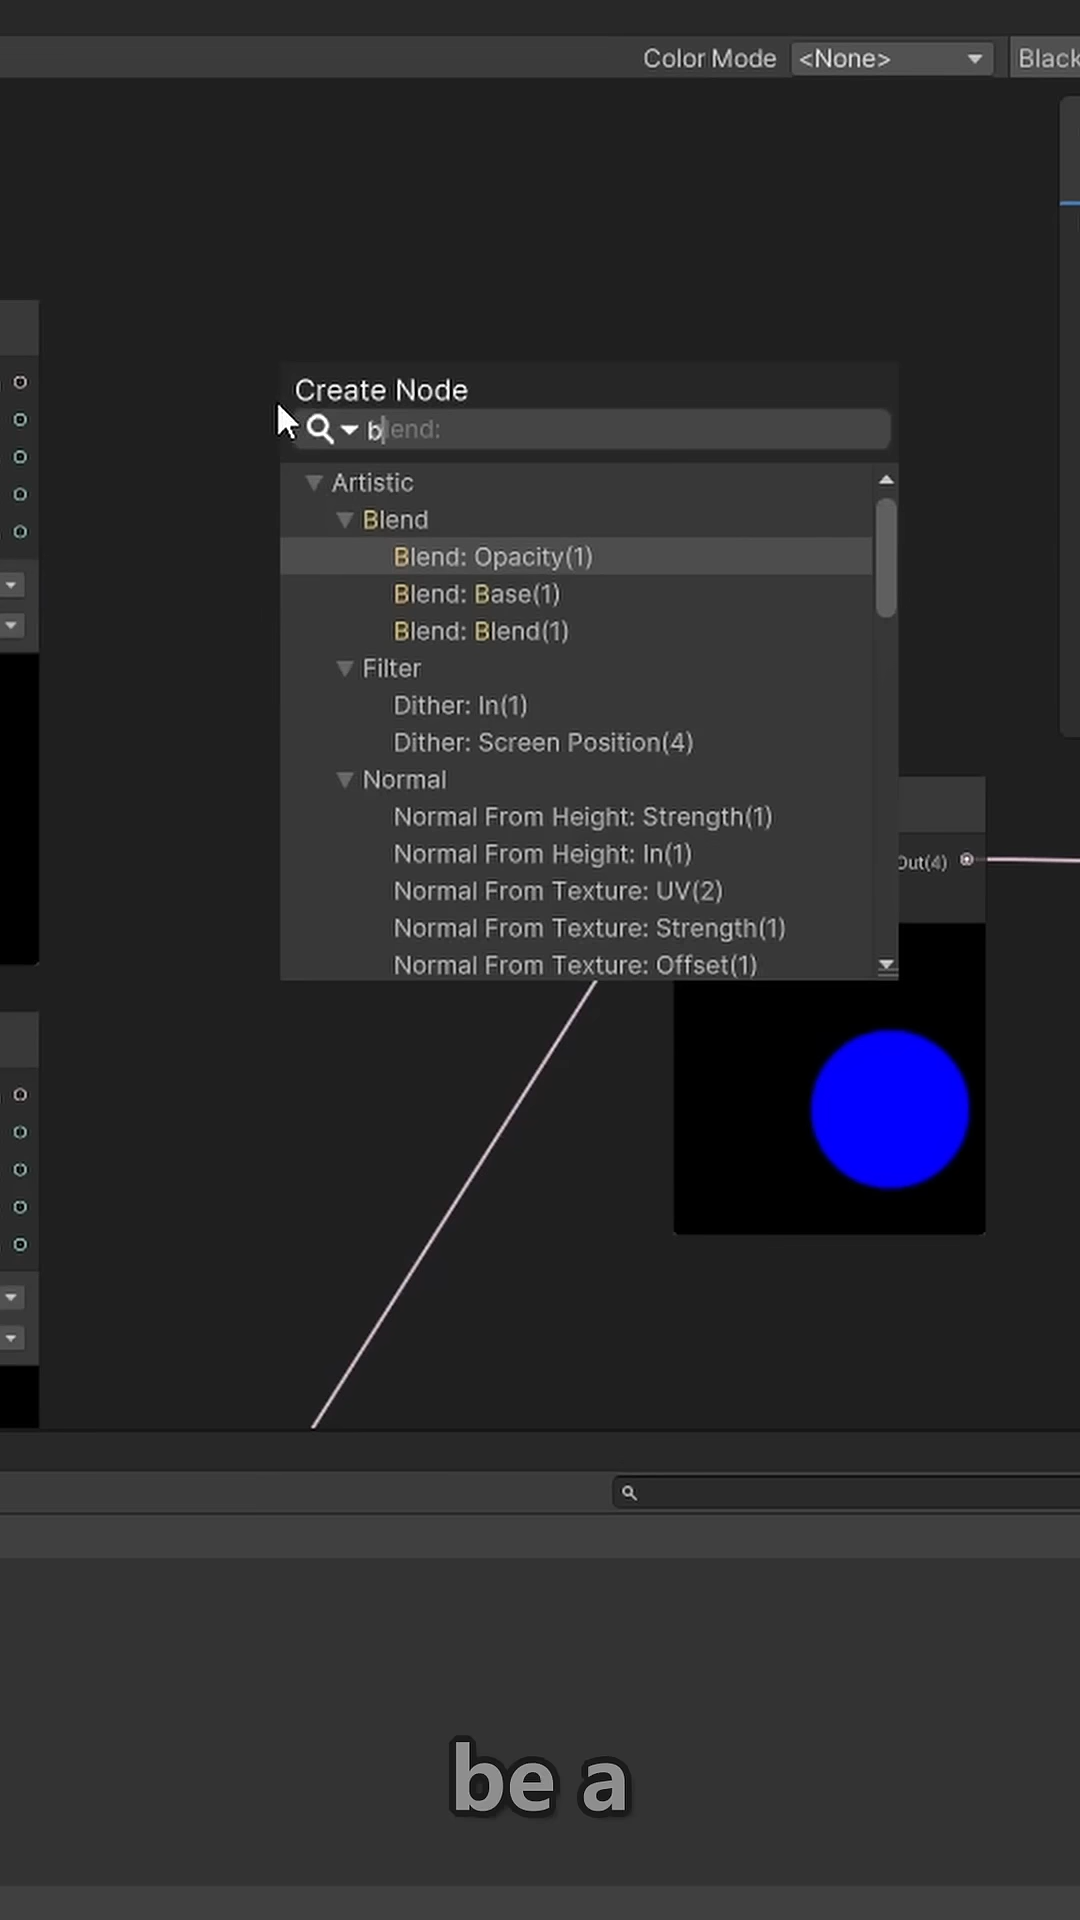 Color Mode <None> Black
Create Node
blend:
Artistic
Blend
Blend: Opacity(1)
Blend: Base(1)
Blend: Blend(1)
Filter
Dither: In(1)
Dither: Screen Position(4)
Normal
Normal From Height: Strength(1)
Normal From Height: In(1)
Out(4)
Normal From Texture: UV(2)
Normal From Texture: Strength(1)
Normal From Texture: Offset(1)
be a